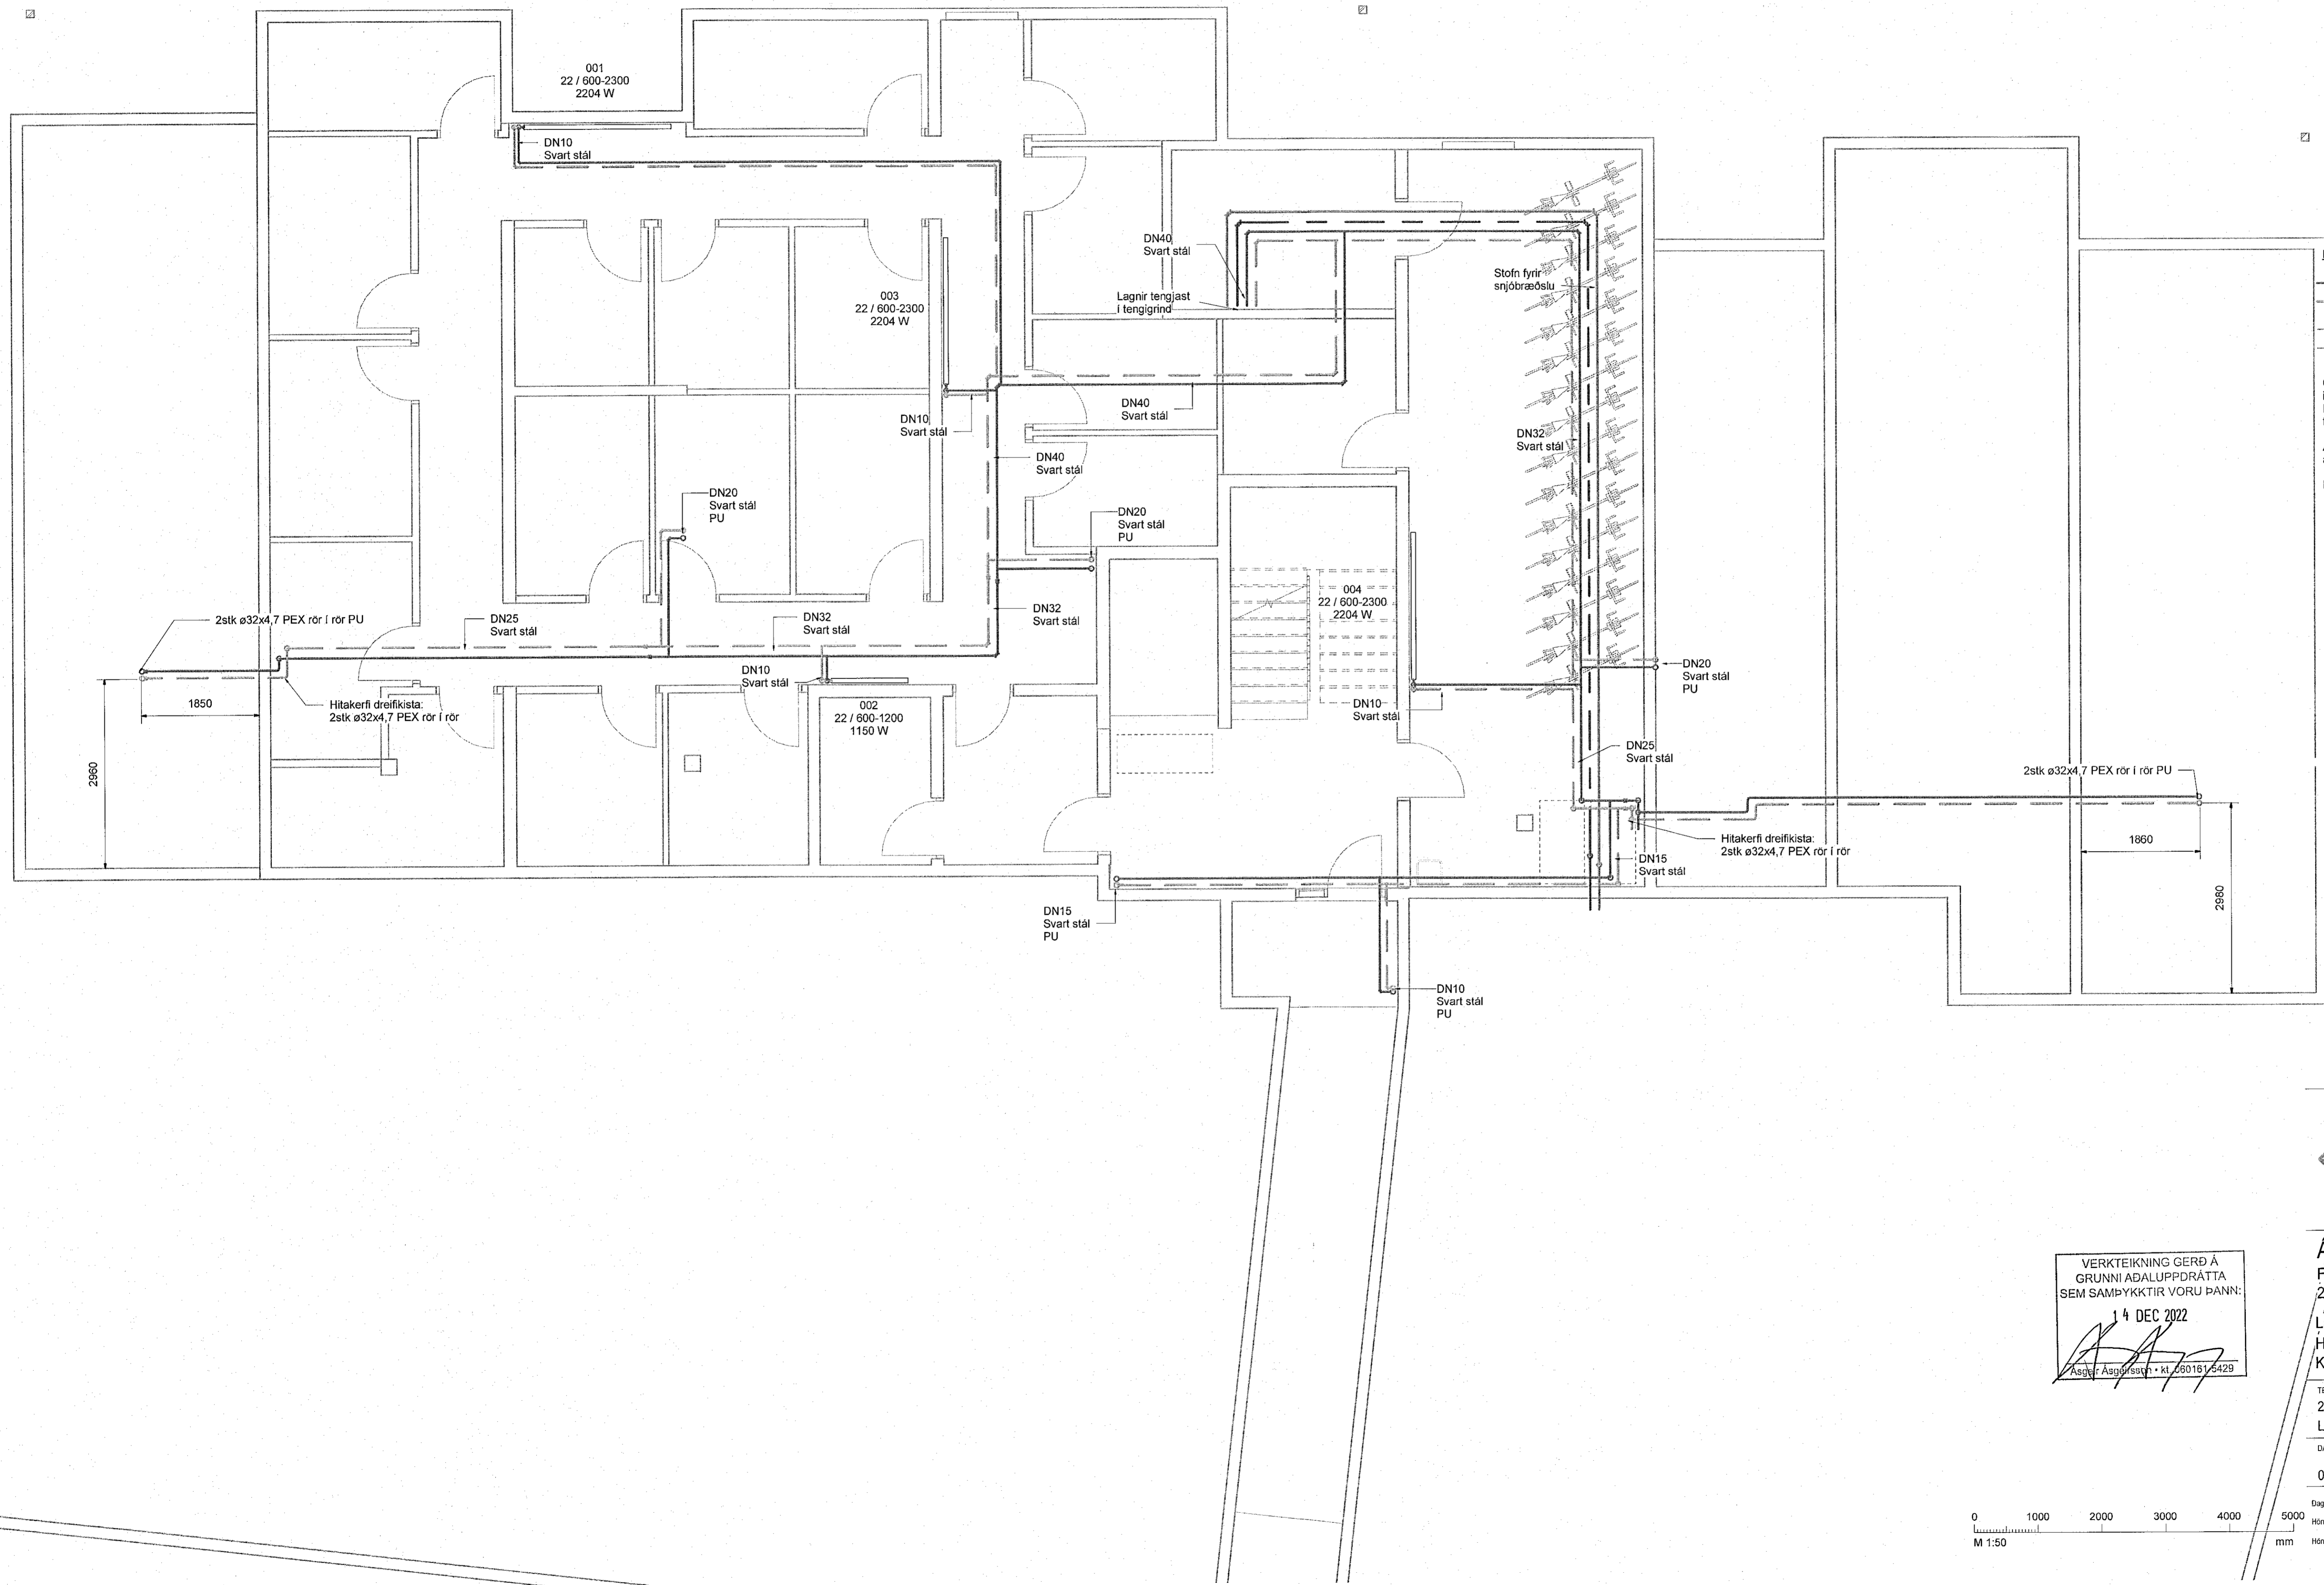 001
22 / 600-2300
2204 W
DN10
Svart stál
003
22 / 600-2300
2204 W
DN40
Svart stál
Lagnir tengjast
í tengigrind
Stofn fyrir
snjóbræðslu
DN10
Svart stál
DN40
Svart stál
DN32
Svart stál
DN40
Svart stál
DN20
Svart stál
PU
DN20
Svart stál
PU
2stk ø32x4,7 PEX rör í rör PU
DN25
Svart stál
DN32
Svart stál
DN32
Svart stál
004
22 / 600-2300
2204 W
DN10
Svart stál
1850
Hitakerfi dreifikista:
2stk ø32x4,7 PEX rör í rör
002
22 / 600-1200
1150 W
DN10
Svart stál
DN20
Svart stál
PU
2960
DN25
Svart stál
2stk ø32x4,7 PEX rör í rör PU
Hitakerfi dreifikista:
2stk ø32x4,7 PEX rör í rör
1860
DN15
Svart stál
2980
DN15
Svart stál
PU
DN10
Svart stál
PU
VERKTEIKNING GERÐ Á
GRUNNI AÐALUPPDRÁTTA
SEM SAMÞYKKTIR VORU ÞANN:
14 DEC 2022
Ásgeir Ásgeirsson • kt. 060161-5429
0 1000 2000 3000 4000 5000
M 1:50 mm